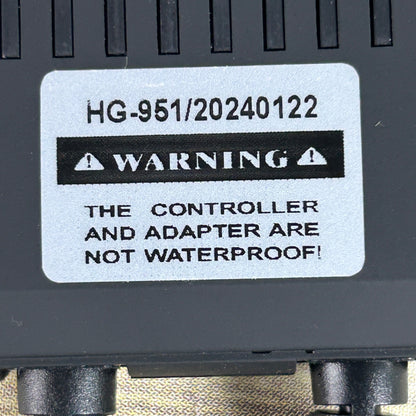 HG-951/20240122
⚠ WARNING ⚠
THE CONTROLLER
AND ADAPTER ARE
NOT WATERPROOF!